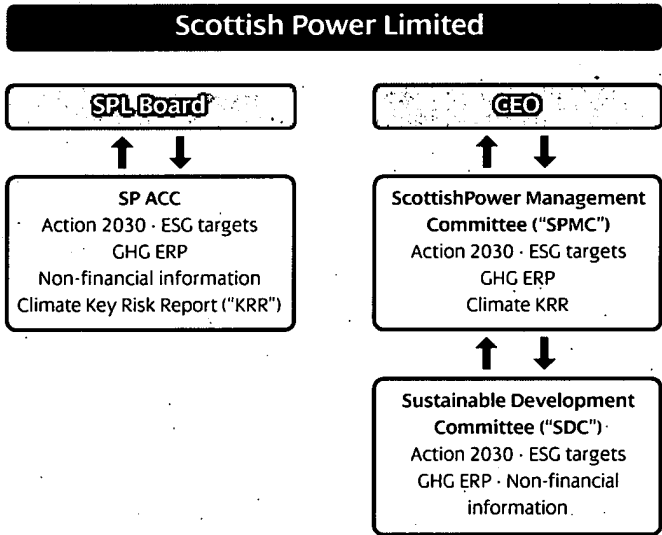 Scottish Power Limited
SPL Board
SP ACC
Action 2030 · ESG targets
GHG ERP
Non-financial information
Climate Key Risk Report ("KRR")
CEO
ScottishPower Management
Committee ("SPMC")
Action 2030 · ESG targets
GHG ERP
Climate KRR
Sustainable Development
Committee ("SDC")
Action 2030 · ESG targets
GHG ERP · Non-financial
information